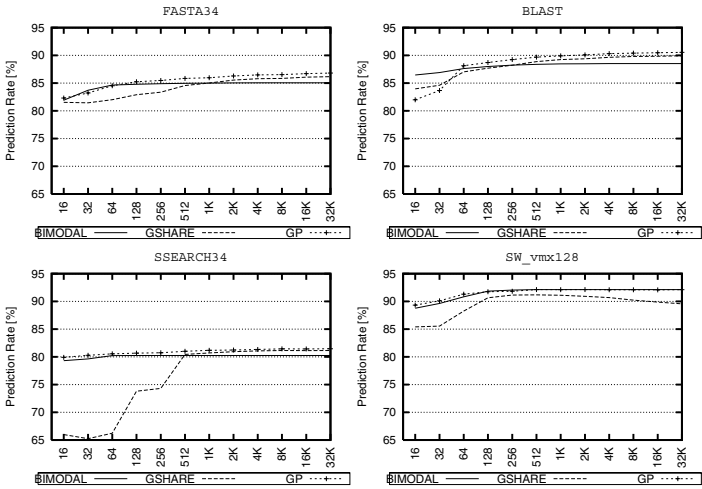 FASTA34
Prediction Rate [%]
95
90
85
80
75
70
65
16 32 64 128 256 512 1K 2K 4K 8K 16K 32K
BIMODAL GSHARE GP
BLAST
Prediction Rate [%]
95
90
85
80
75
70
65
16 32 64 128 256 512 1K 2K 4K 8K 16K 32K
BIMODAL GSHARE GP
SSEARCH34
Prediction Rate [%]
95
90
85
80
75
70
65
16 32 64 128 256 512 1K 2K 4K 8K 16K 32K
BIMODAL GSHARE GP
SW_vmx128
Prediction Rate [%]
95
90
85
80
75
70
65
16 32 64 128 256 512 1K 2K 4K 8K 16K 32K
BIMODAL GSHARE GP